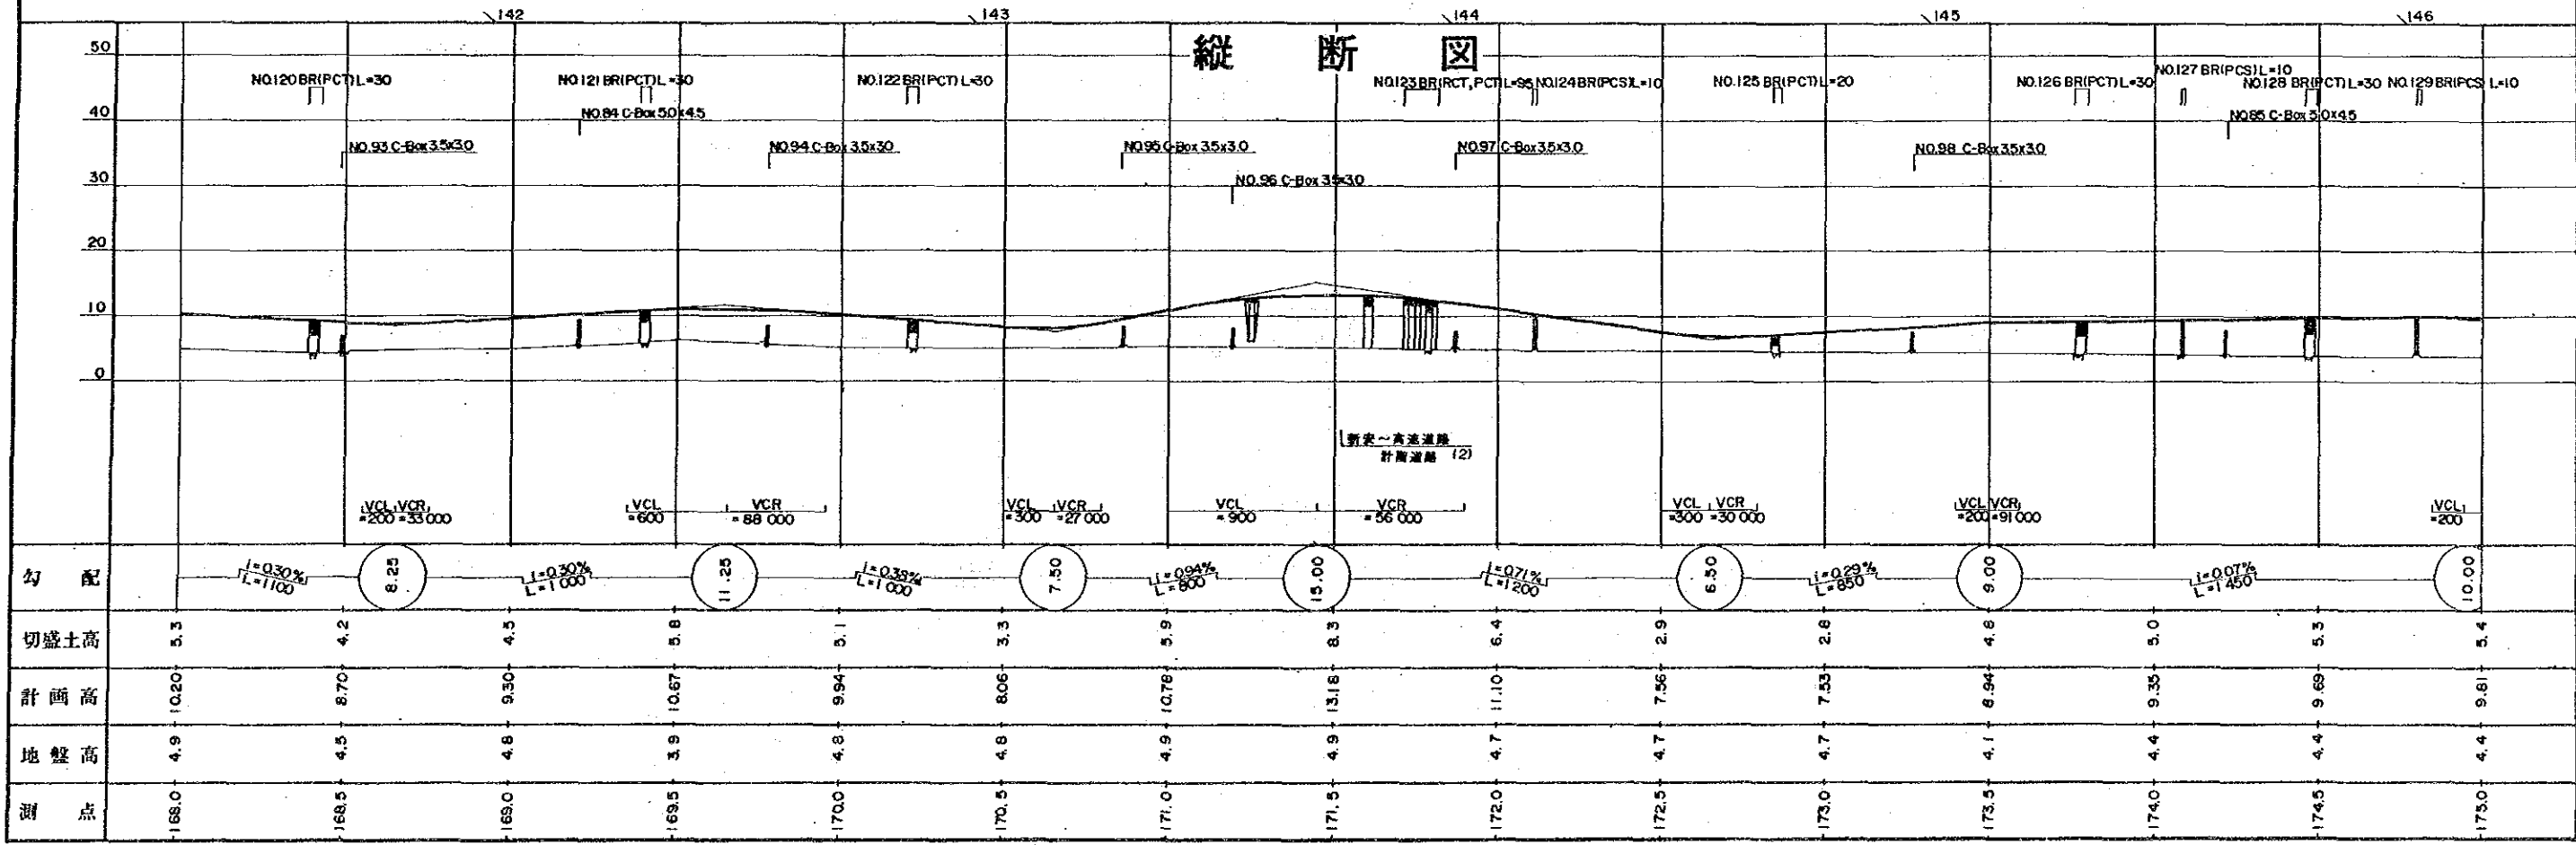 142 143 144 145 146
縦 断 図
50
NO.120 BR(PCT)L=30 NO.121 BR(PCT)L=30 NO.122 BR(PCT)L=30 NO.123 BR(RCT,PCT)L=95 NO.124 BR(PCS)L=10 NO.125 BR(PCT)L=20 NO.126 BR(PCT)L=30 NO.127 BR(PCS)L=10 NO.128 BR(PCT)L=30 NO.129 BR(PCS)L=10
40
NO.84 C-Box 5.0x4.5 NO.85 C-Box 5.0x4.5
NO.93 C-Box 3.5x3.0 NO.94 C-Box 3.5x3.0 NO.95 C-Box 3.5x3.0 NO.97 C-Box 3.5x3.0 NO.98 C-Box 3.5x3.0
30
NO.96 C-Box 3.5x3.0
20
10
0
新安~高速道路
計画道路 (2)
VCL VCR VCL VCR VCL VCR VCL VCR VCL VCR VCL VCR VCL
=200 =33000 =600 =88000 =300 =27000 =900 =56000 =300 =30000 =200 =91000 =200
勾 配
i=0.30% i=0.30% i=0.38% i=0.94% i=0.71% i=0.29% i=0.07%
L=1100 L=1000 L=1000 L=800 L=1200 L=850 L=1450
8.25 11.25 7.50 15.00 6.50 9.00 10.00
切盛土高 5.3 4.2 4.5 5.8 5.1 3.3 5.9 8.3 6.4 2.9 2.8 4.8 5.0 5.3 5.4
計画高 10.20 8.70 9.30 10.67 9.94 8.06 10.78 13.18 11.10 7.56 7.53 8.94 9.35 9.69 9.81
地盤高 4.9 4.5 4.8 3.9 4.8 4.8 4.9 4.9 4.7 4.7 4.7 4.1 4.4 4.4 4.4
測 点 168.0 168.5 169.0 169.5 170.0 170.5 171.0 171.5 172.0 172.5 173.0 173.5 174.0 174.5 175.0